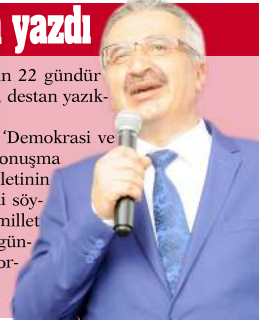 yazdı
22 gündür
destan yazık-
‘Demokrasi ve
onuşma
letinin
i söy-
millet
gün-
or-